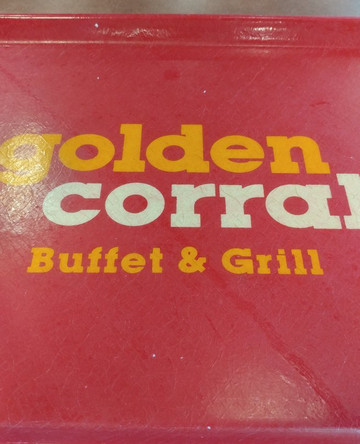 golden
corral
Buffet & Grill